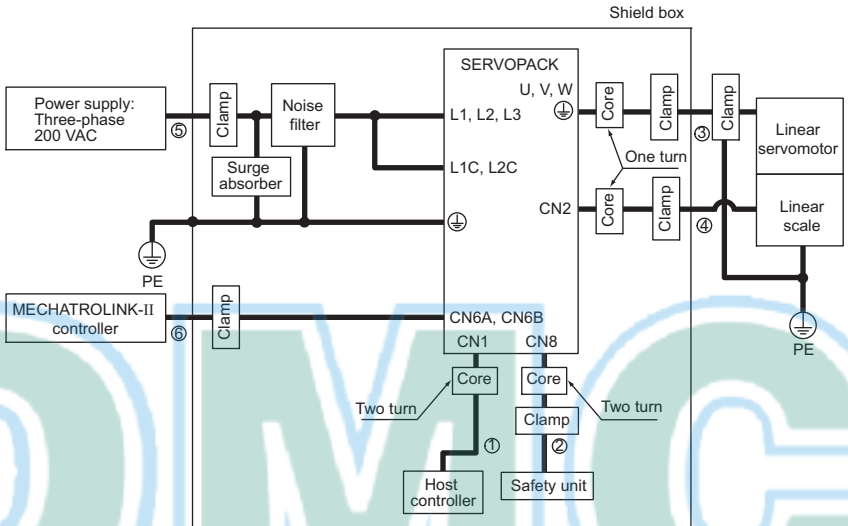 Shield box
SERVOPACK
U, V, W
Power supply:
Three-phase
200 VAC
⑤
Clamp
Noise
filter
L1, L2, L3
Core
Clamp
③
Clamp
Linear
servomotor
Surge
absorber
L1C, L2C
One turn
CN2
Core
Clamp
④
Linear
scale
PE
MECHATROLINK-II
controller
⑥
Clamp
CN6A, CN6B
PE
CN1
CN8
Core
Core
Two turn
Two turn
Clamp
①
②
Host
controller
Safety unit
OMC